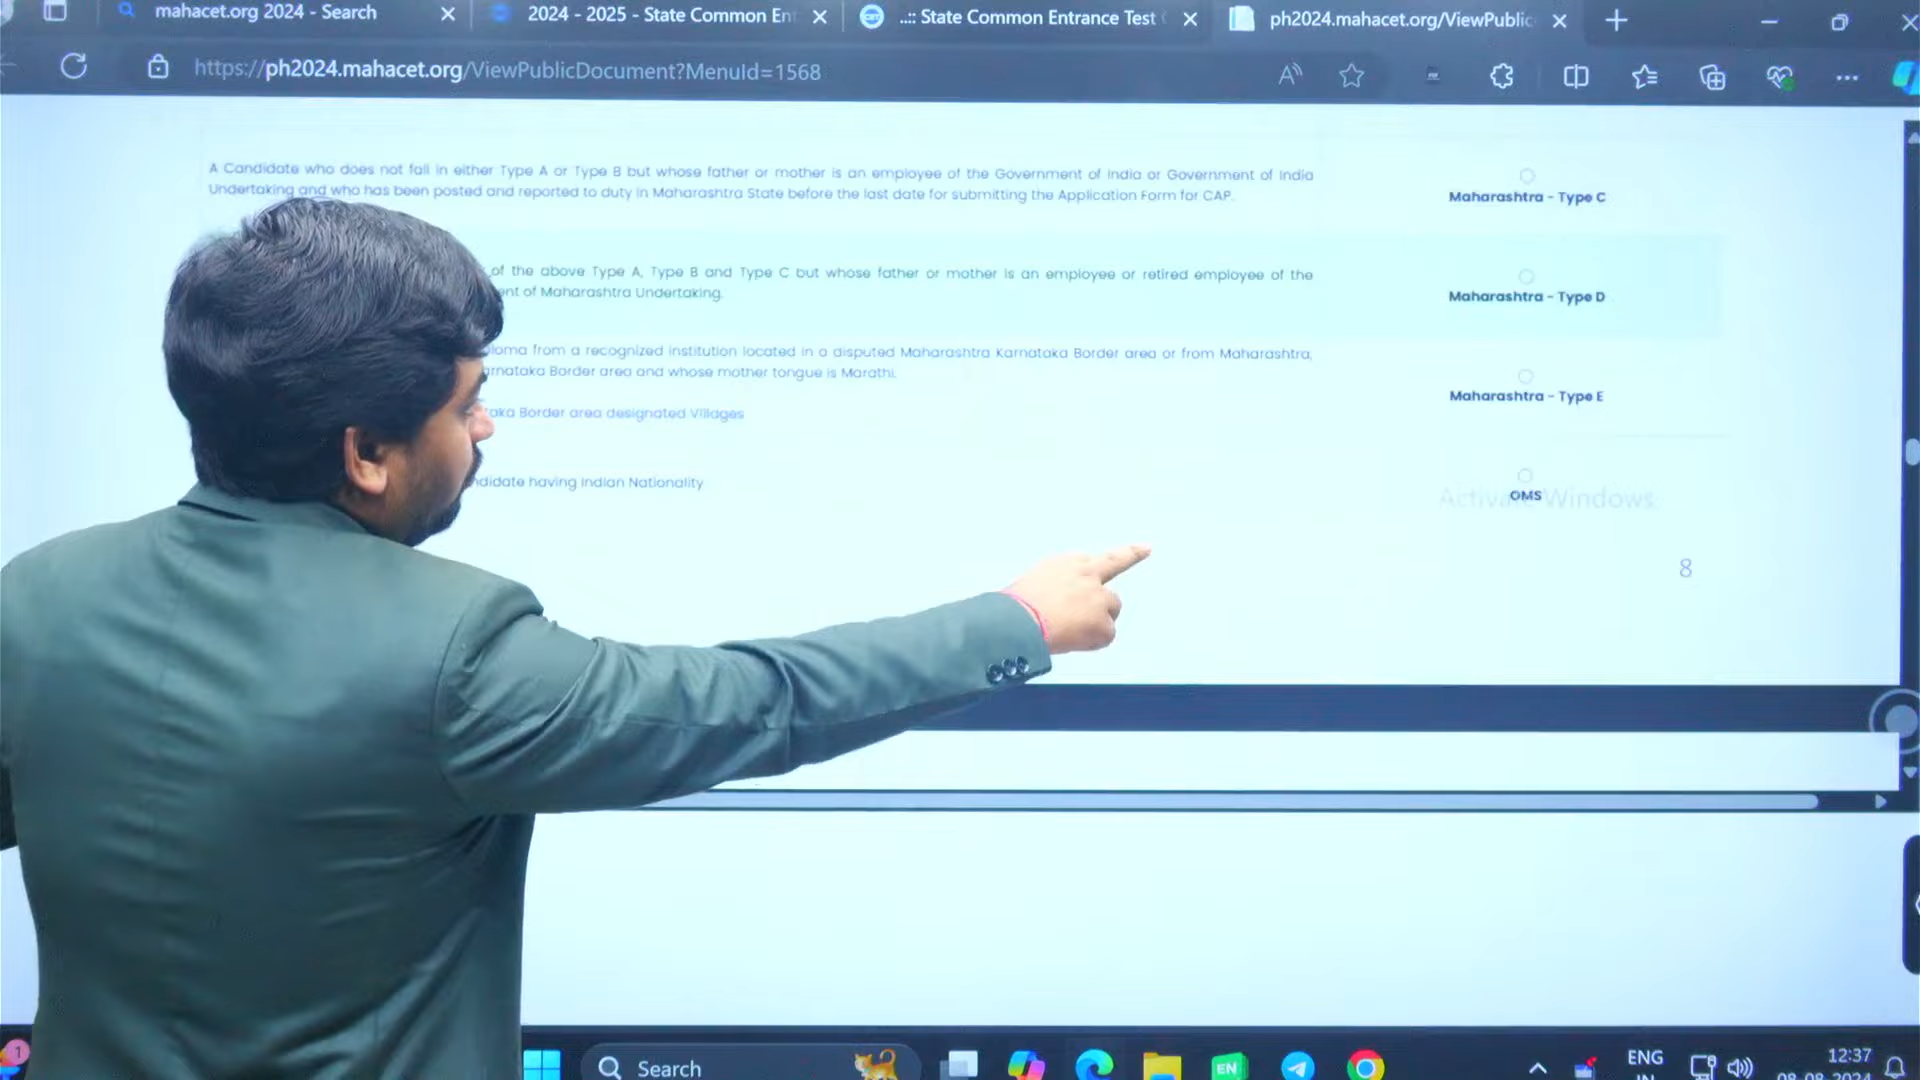 mahacet.org 2024 - Search
2024 - 2025 - State Common En
..:: State Common Entrance Test
ph2024.mahacet.org/ViewPublic
https://ph2024.mahacet.org/ViewPublicDocument?MenuId=1568
A Candidate who does not fall in either Type A or Type B but whose father or mother is an employee of the Government of India or Government of India
Undertaking and who has been posted and reported to duty in Maharashtra State before the last date for submitting the Application Form for CAP.
Maharashtra - Type C
of the above Type A, Type B and Type C but whose father or mother is an employee or retired employee of the
ent of Maharashtra Undertaking.
Maharashtra - Type D
loma from a recognized institution located in a disputed Maharashtra Karnataka Border area or from Maharashtra,
rnataka Border area and whose mother tongue is Marathi.
Maharashtra - Type E
aka Border area designated Villages
ndidate having Indian Nationality
OMS
Activate Windows
8
1
Search
EN
ENG
IN
12:37
08-08-2024